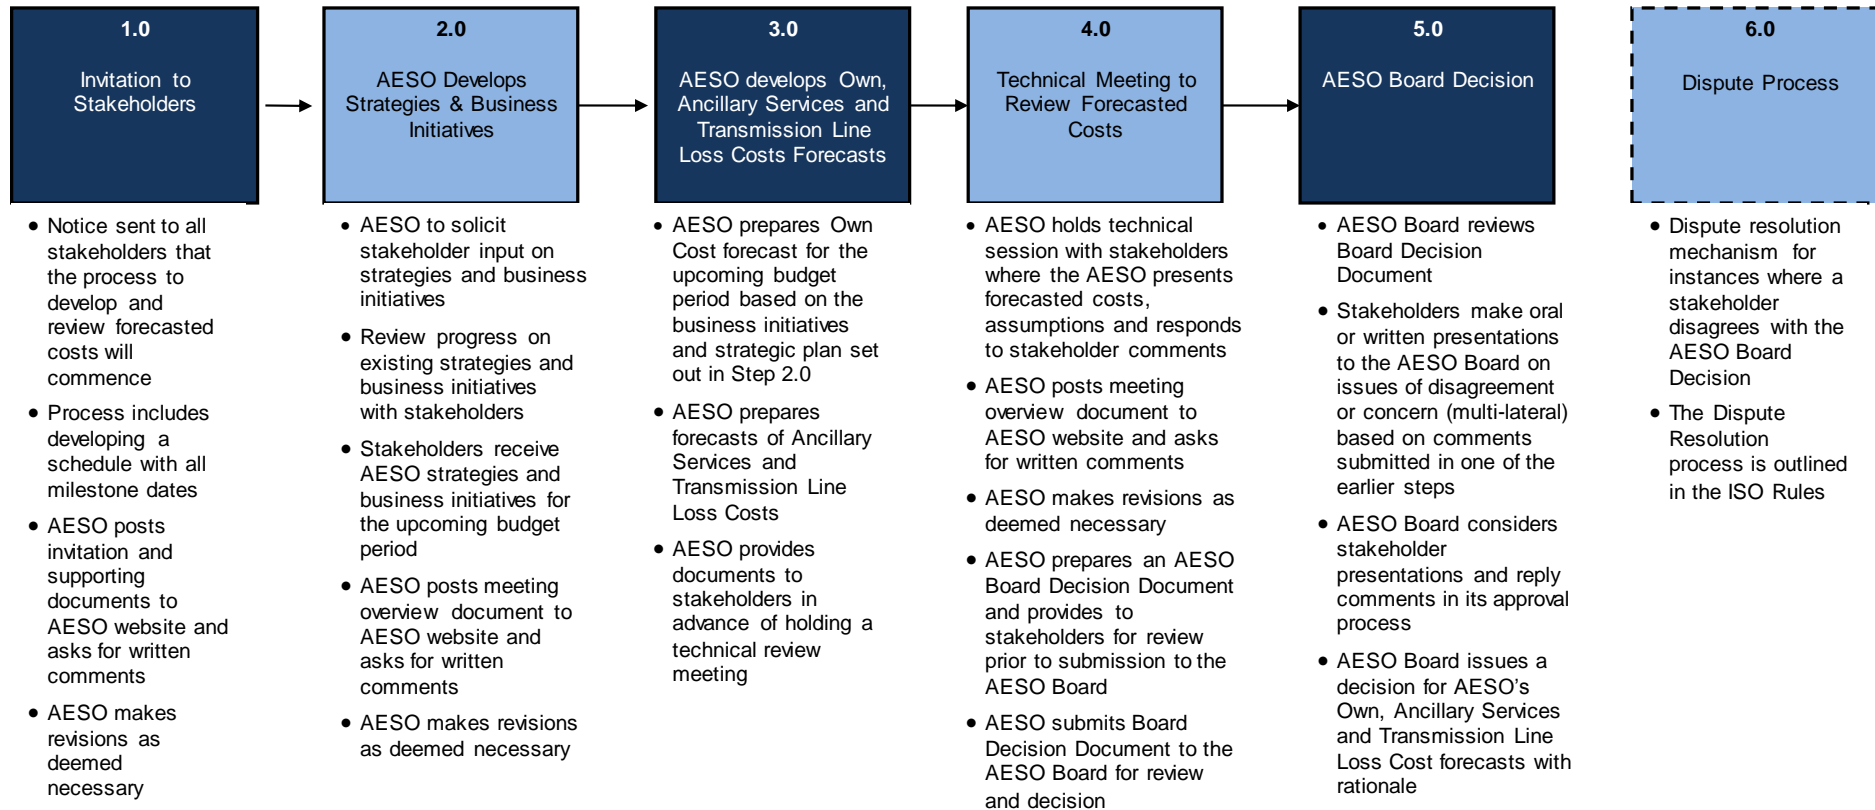 1.0
Invitation to
Stakeholders
2.0
AESO Develops
Strategies & Business
Initiatives
3.0
AESO develops Own,
Ancillary Services and
Transmission Line
Loss Costs Forecasts
4.0
Technical Meeting to
Review Forecasted
Costs
5.0
AESO Board Decision
6.0
Dispute Process
• Notice sent to all
stakeholders that
the process to
develop and
review forecasted
costs will
commence
• Process includes
developing a
schedule with all
milestone dates
• AESO posts
invitation and
supporting
documents to
AESO website and
asks for written
comments
• AESO makes
revisions as
deemed
necessary
• AESO to solicit
stakeholder input on
strategies and business
initiatives
• Review progress on
existing strategies and
business initiatives
with stakeholders
• Stakeholders receive
AESO strategies and
business initiatives for
the upcoming budget
period
• AESO posts meeting
overview document to
AESO website and
asks for written
comments
• AESO makes revisions
as deemed necessary
• AESO prepares Own
Cost forecast for the
upcoming budget
period based on the
business initiatives
and strategic plan set
out in Step 2.0
• AESO prepares
forecasts of Ancillary
Services and
Transmission Line
Loss Costs
• AESO provides
documents to
stakeholders in
advance of holding a
technical review
meeting
• AESO holds technical
session with stakeholders
where the AESO presents
forecasted costs,
assumptions and responds
to stakeholder comments
• AESO posts meeting
overview document to
AESO website and asks
for written comments
• AESO makes revisions as
deemed necessary
• AESO prepares an AESO
Board Decision Document
and provides to
stakeholders for review
prior to submission to the
AESO Board
• AESO submits Board
Decision Document to the
AESO Board for review
and decision
• AESO Board reviews
Board Decision
Document
• Stakeholders make oral
or written presentations
to the AESO Board on
issues of disagreement
or concern (multi-lateral)
based on comments
submitted in one of the
earlier steps
• AESO Board considers
stakeholder
presentations and reply
comments in its approval
process
• AESO Board issues a
decision for AESO’s
Own, Ancillary Services
and Transmission Line
Loss Cost forecasts with
rationale
• Dispute resolution
mechanism for
instances where a
stakeholder
disagrees with the
AESO Board
Decision
• The Dispute
Resolution
process is outlined
in the ISO Rules